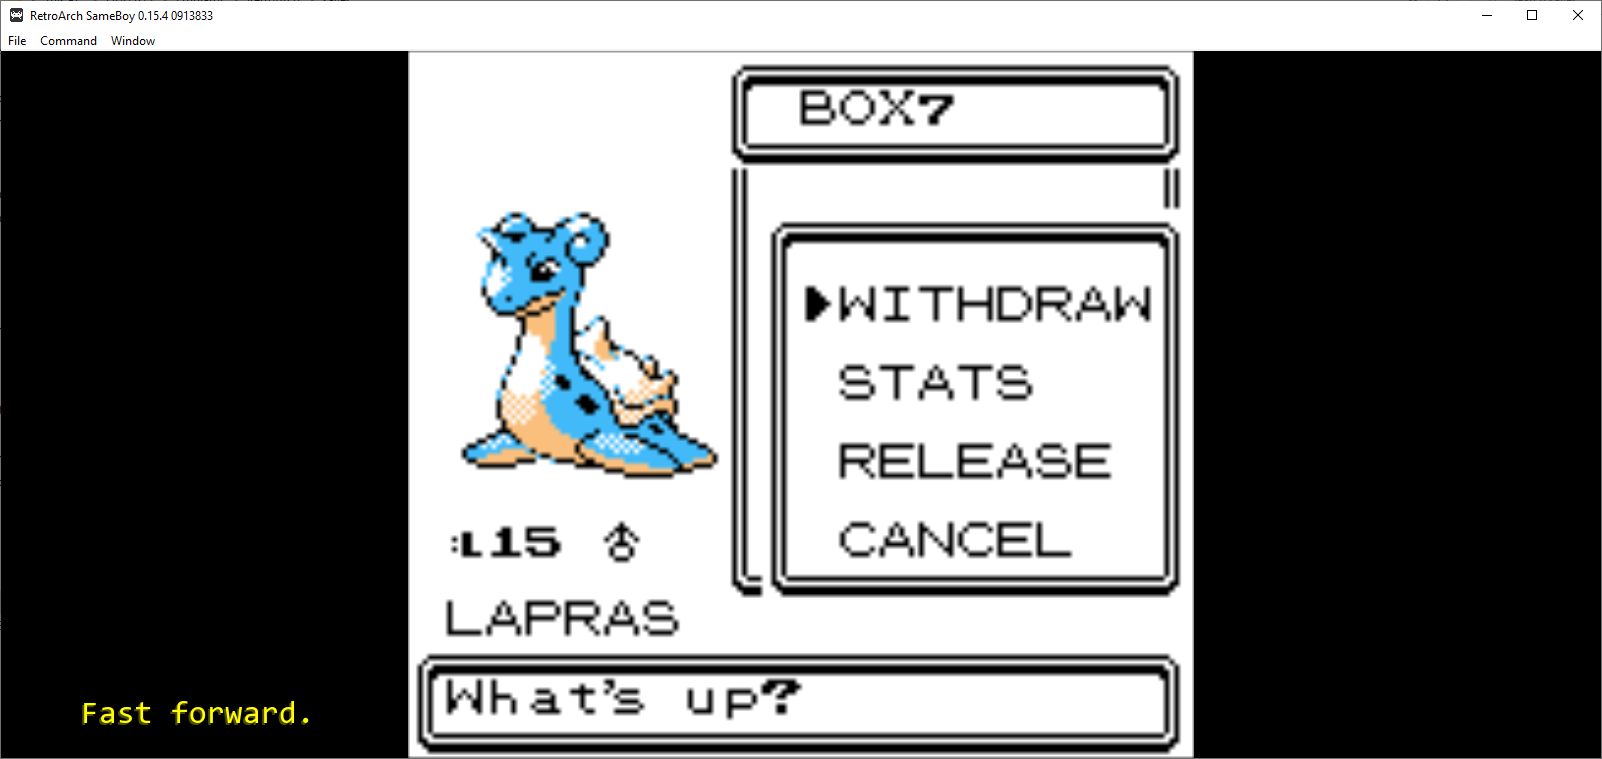 RetroArch SameBoy 0.15.4 0913833
File Command Window
BOX7
WITHDRAW
STATS
RELEASE
CANCEL
:L15 ♂
LAPRAS
What's up?
Fast forward.